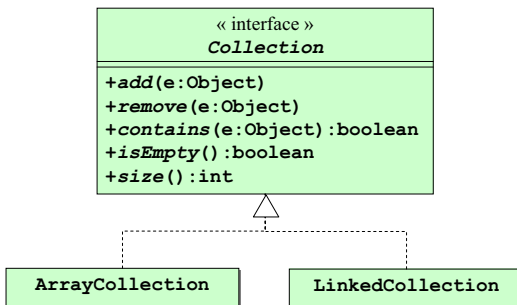 « interface »
Collection
+add(e:Object)
+remove(e:Object)
+contains(e:Object):boolean
+isEmpty():boolean
+size():int
ArrayCollection
LinkedCollection